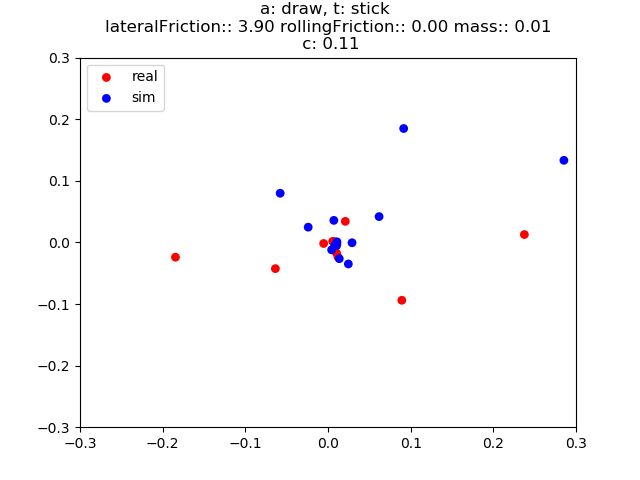 a: draw, t: stick
lateralFriction:: 3.90 rollingFriction:: 0.00 mass:: 0.01
c: 0.11
real
sim
0.3
0.2
0.1
0.0
−0.1
−0.2
−0.3
−0.3 −0.2 −0.1 0.0 0.1 0.2 0.3